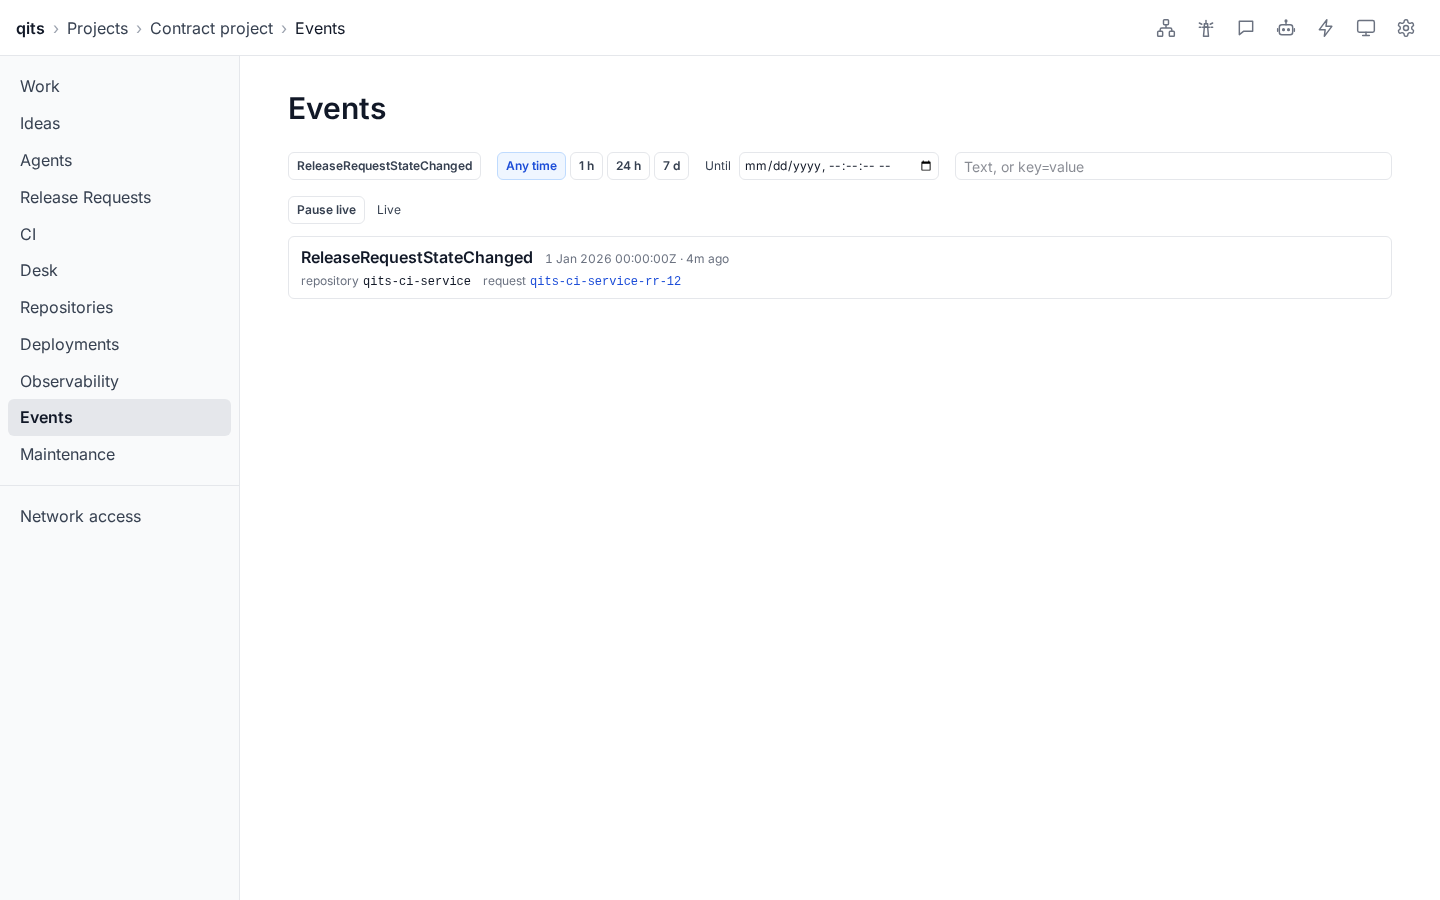 qits › Projects › Contract project › Events
Work
Ideas
Agents
Release Requests
CI
Desk
Repositories
Deployments
Observability
Events
Maintenance
Network access
Events
ReleaseRequestStateChanged Any time 1 h 24 h 7 d Until mm/dd/yyyy, --:--:-- -- Text, or key=value
Pause live Live
ReleaseRequestStateChanged 1 Jan 2026 00:00:00Z · 4m ago
repository qits-ci-service request qits-ci-service-rr-12